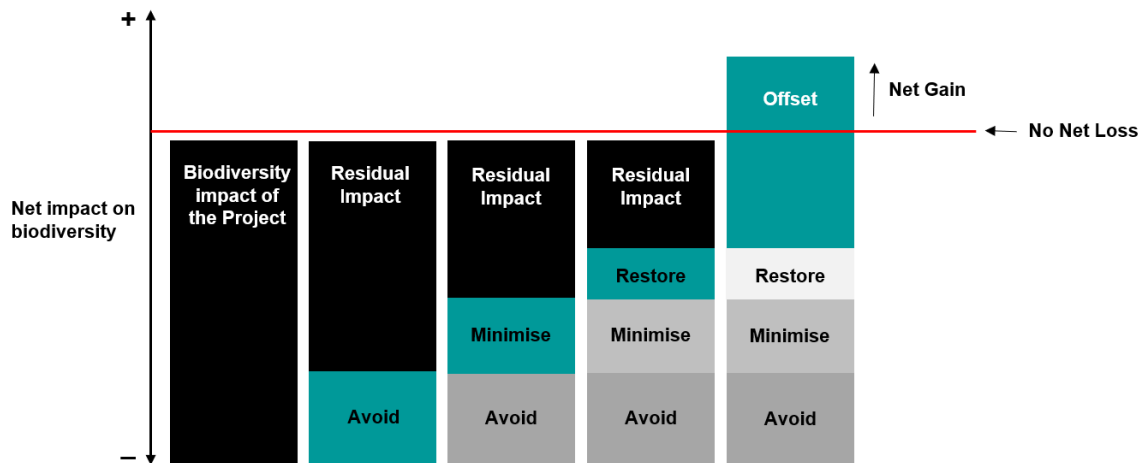 +
Net impact on
biodiversity
–
Biodiversity
impact of
the Project
Residual
Impact
Avoid
Residual
Impact
Minimise
Avoid
Residual
Impact
Restore
Minimise
Avoid
Offset
Restore
Minimise
Avoid
Net Gain
No Net Loss